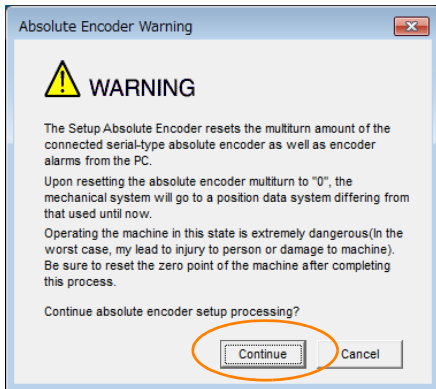 Absolute Encoder Warning
WARNING
The Setup Absolute Encoder resets the multiturn amount of the
connected serial-type absolute encoder as well as encoder
alarms from the PC.
Upon resetting the absolute encoder multiturn to "0", the
mechanical system will go to a position data system differing from
that used until now.
Operating the machine in this state is extremely dangerous(In the
worst case, my lead to injury to person or damage to machine).
Be sure to reset the zero point of the machine after completing
this process.
Continue absolute encoder setup processing?
Continue Cancel